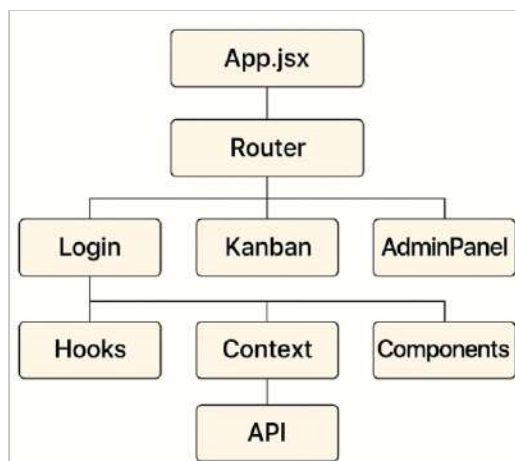 App.jsx
Router
Login
Kanban
AdminPanel
Hooks
Context
Components
API